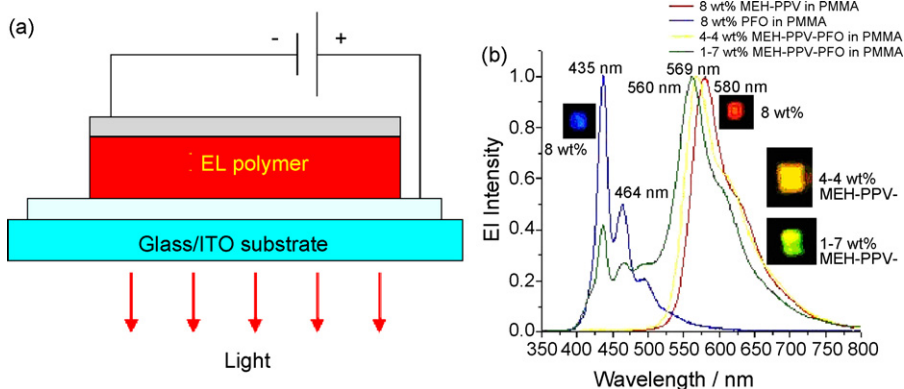 (a)
- +
EL polymer
Glass/ITO substrate
Light
8 wt% MEH-PPV in PMMA
8 wt% PFO in PMMA
4-4 wt% MEH-PPV-PFO in PMMA
1-7 wt% MEH-PPV-PFO in PMMA
(b)
435 nm
569 nm
560 nm
580 nm
8 wt%
8 wt%
464 nm
4-4 wt%
MEH-PPV-
1-7 wt%
MEH-PPV-
EI Intensity
1.0
0.8
0.6
0.4
0.2
0.0
350 400 450 500 550 600 650 700 750 800
Wavelength / nm